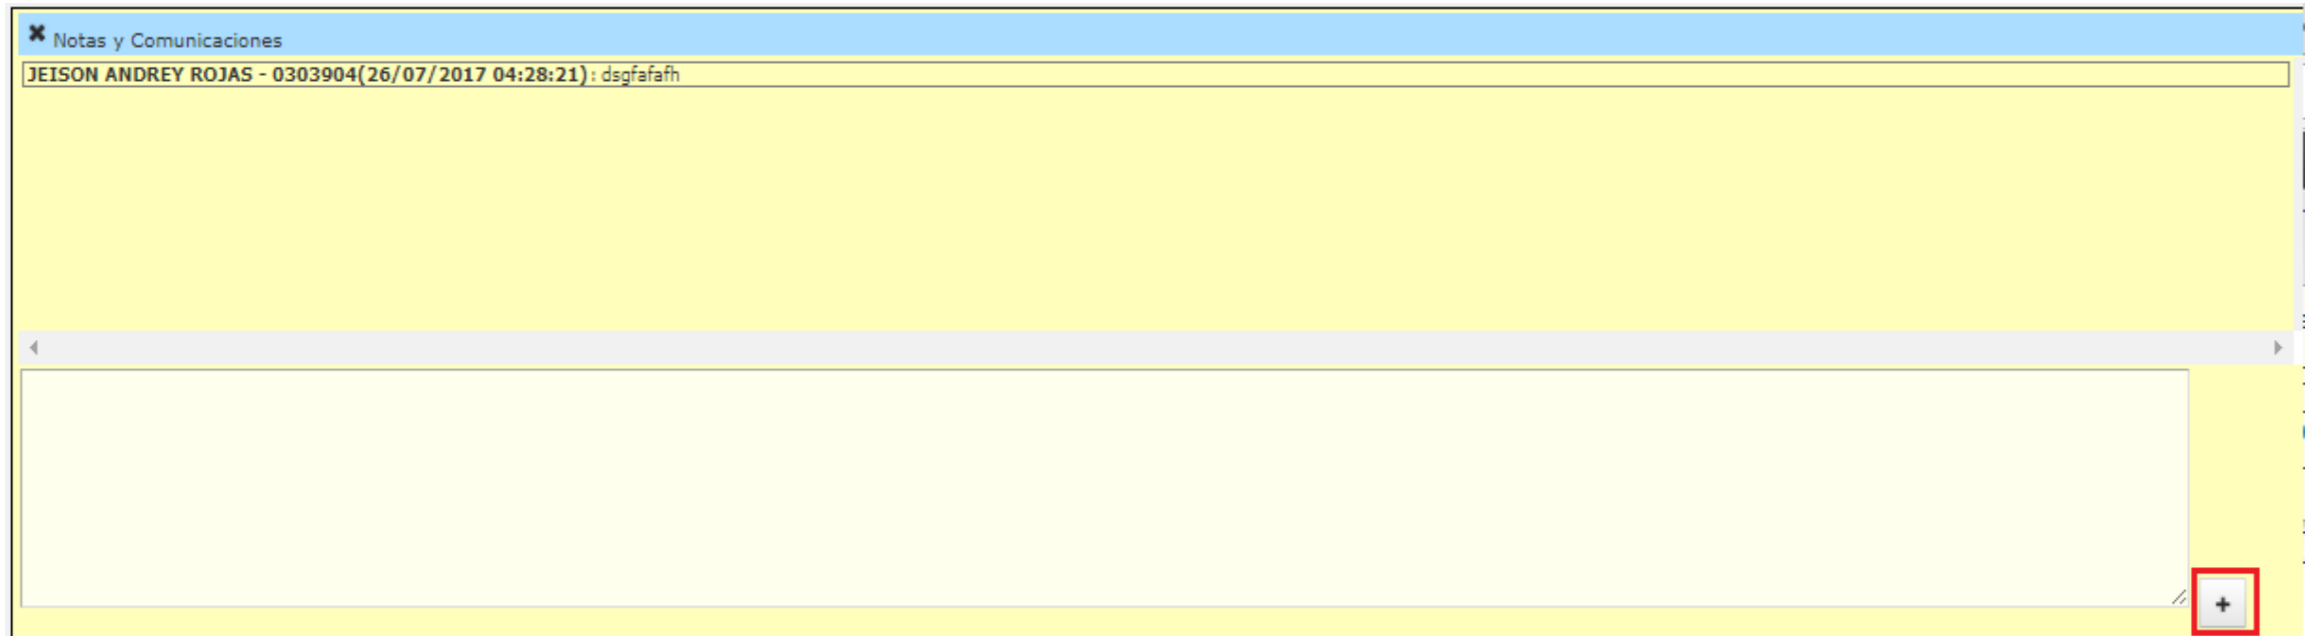 ✖ Notas y Comunicaciones
JEISON ANDREY ROJAS - 0303904(26/07/2017 04:28:21): dsgfafafh
+